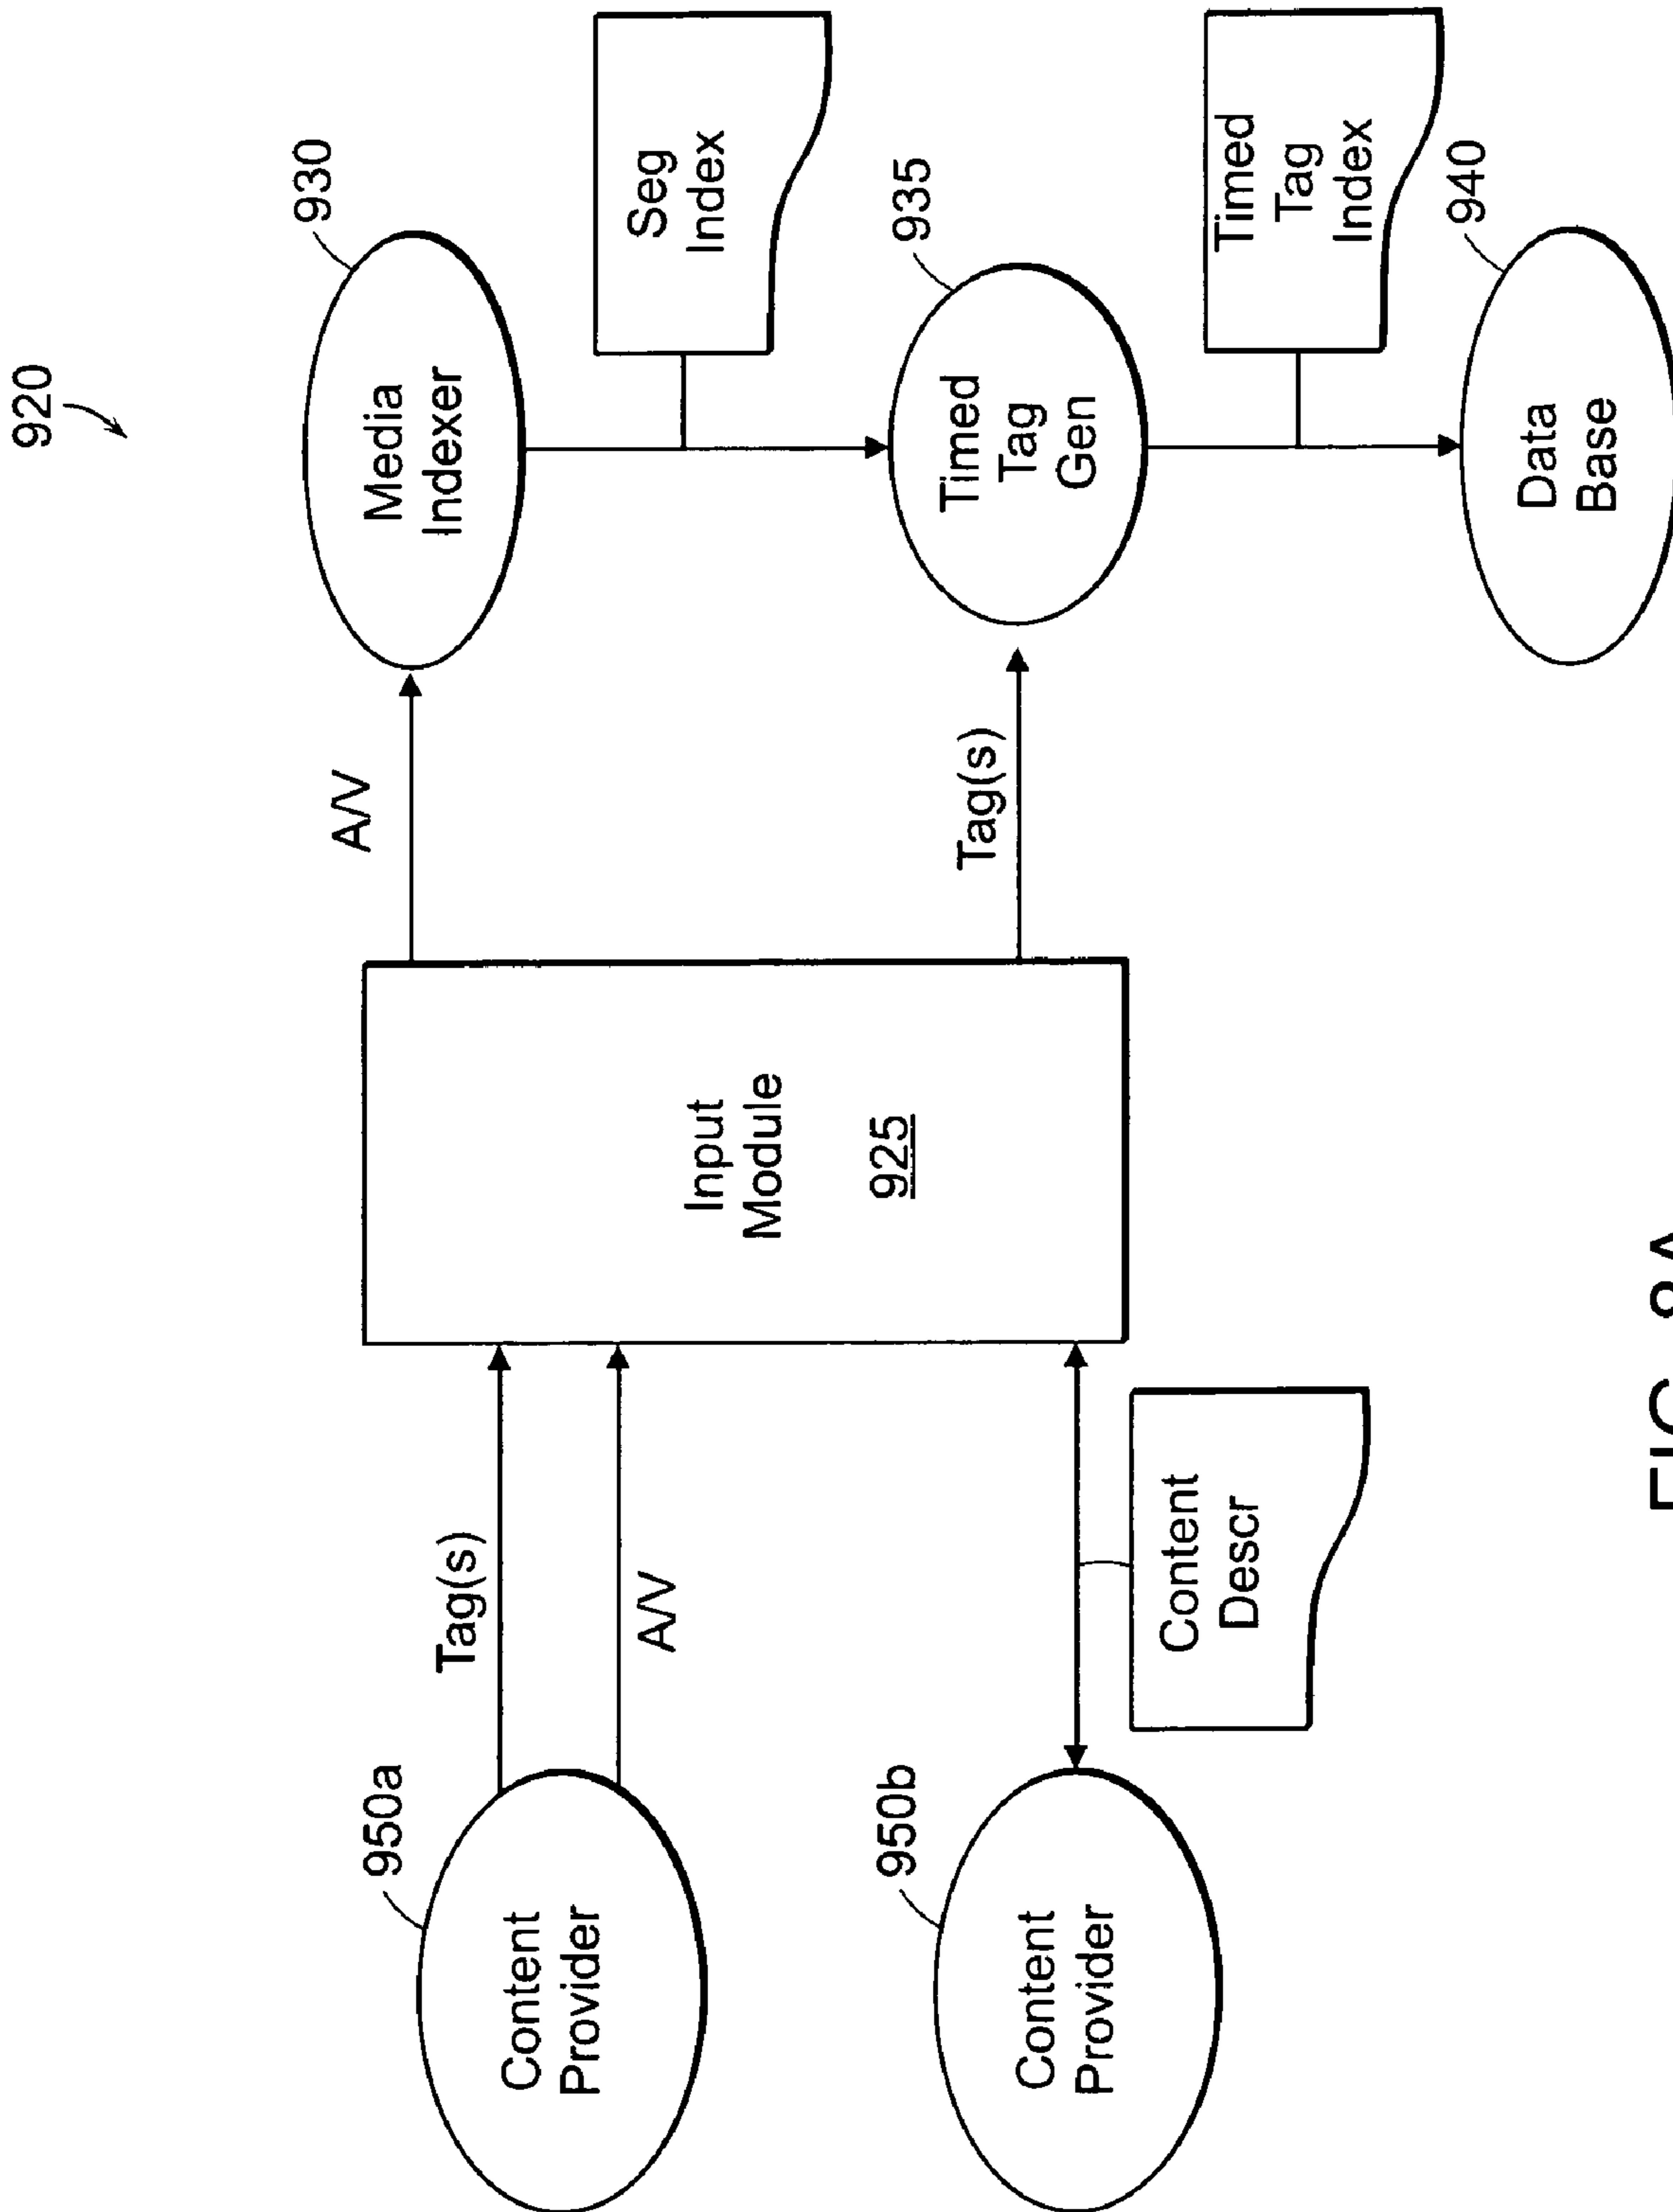 920
930
Media
Indexer
Seg
Index
A/V
935
Timed
Tag
Gen
Timed
Tag
Index
Tag(s)
940
Data
Base
Input
Module
925
Tag(s)
A/V
950a
Content
Provider
950b
Content
Provider
Content
Descr